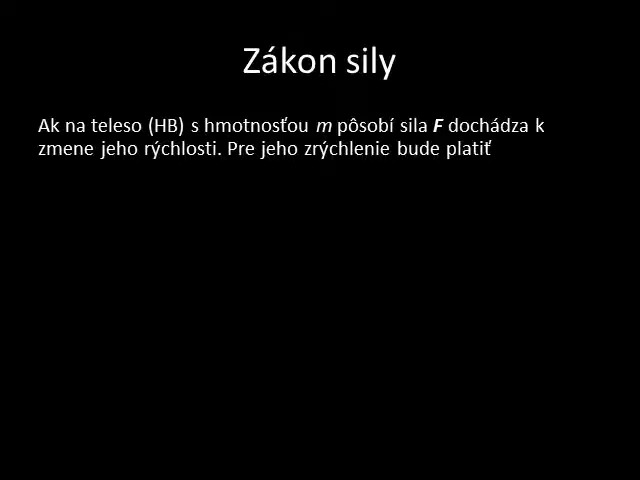 Zákon sily
Ak na teleso (HB) s hmotnosťou m pôsobí sila F dochádza k
zmene jeho rýchlosti. Pre jeho zrýchlenie bude platiť